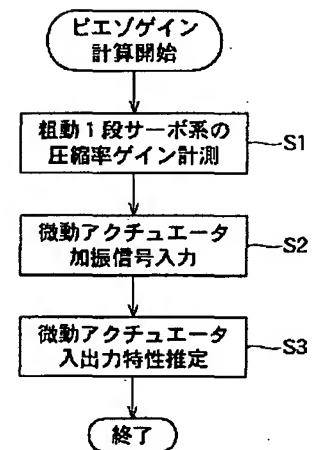 ピエゾゲイン
計算開始
粗動1段サーボ系の
圧縮率ゲイン計測
S1
微動アクチュエータ
加振信号入力
S2
微動アクチュエータ
入出力特性推定
S3
終了